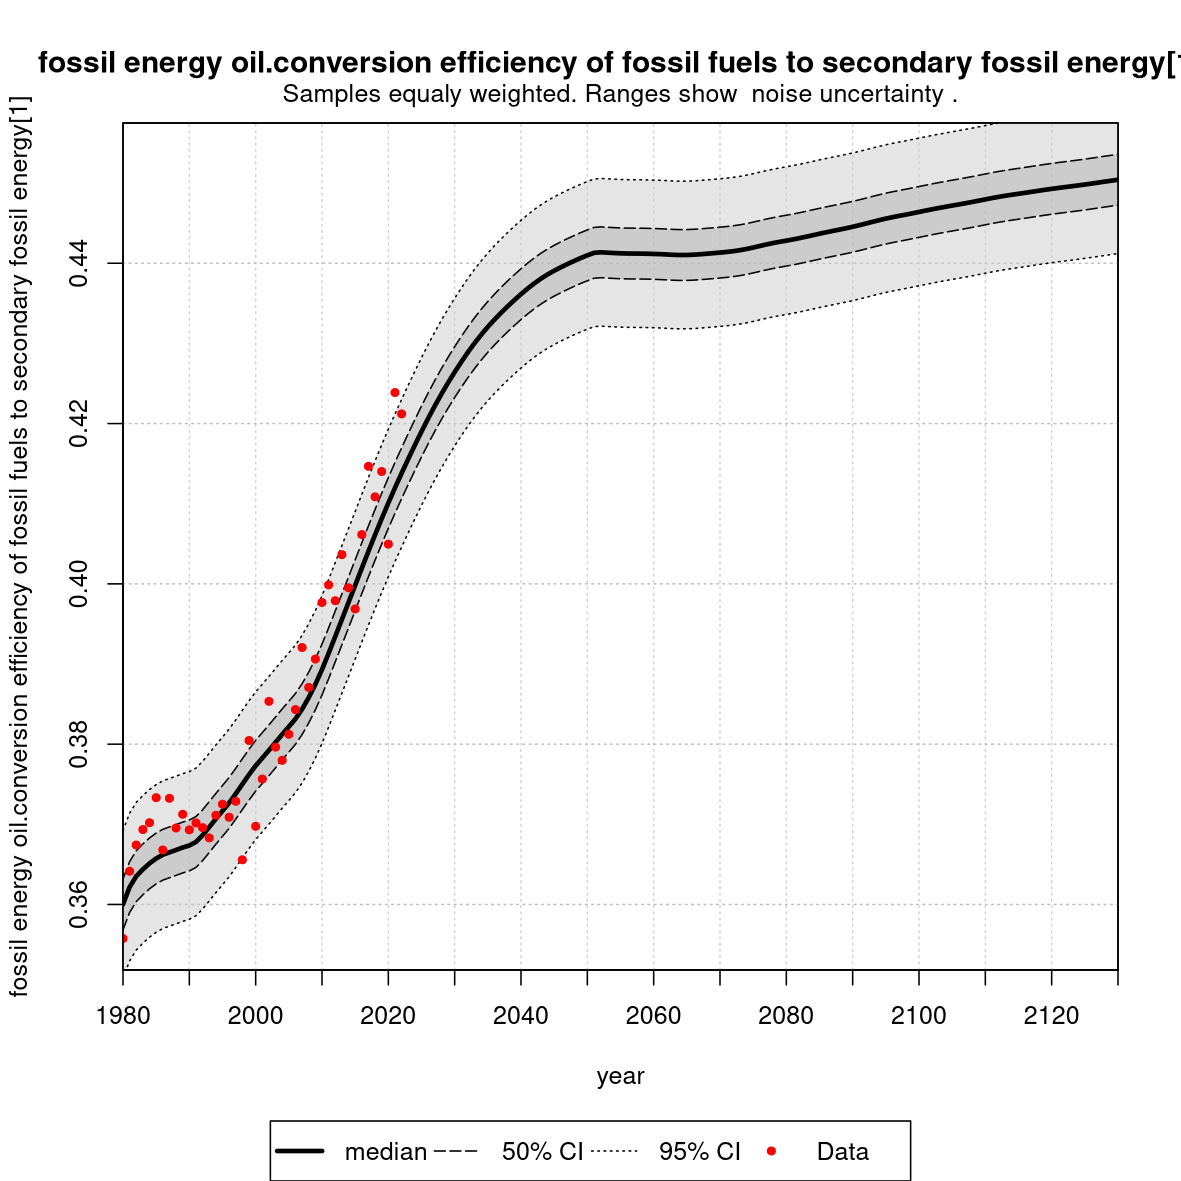 fossil energy oil.conversion efficiency of fossil fuels to secondary fossil energy[
Samples equaly weighted. Ranges show  noise uncertainty .
fossil energy oil.conversion efficiency of fossil fuels to secondary fossil energy[1]
0.44
0.42
0.40
0.38
0.36
1980 2000 2020 2040 2060 2080 2100 2120
year
median 50% CI 95% CI Data